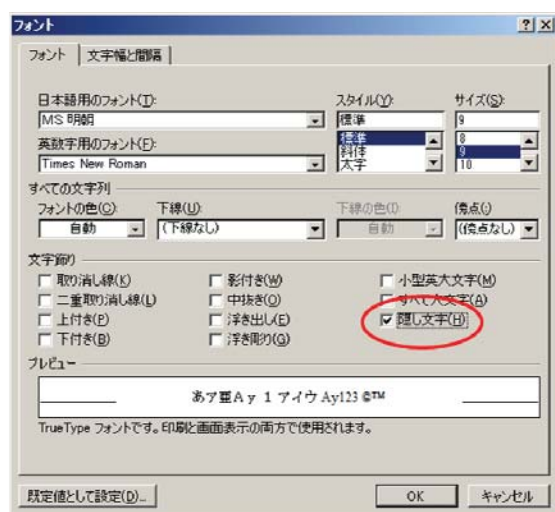 フォント
フォント 文字幅と間隔
日本語用のフォント(T): スタイル(Y): サイズ(S):
MS 明朝 標準 9
英数字用のフォント(F): 標準 8
斜体 9
Times New Roman 太字 10
すべての文字列
フォントの色(C): 下線(U): 下線の色(I): 傍点(:)
自動 (下線なし) 自動 (傍点なし)
文字飾り
取り消し線(K) 影付き(W) 小型英大文字(M)
二重取り消し線(L) 中抜き(O) すべて大文字(A)
上付き(P) 浮き出し(E) 隠し文字(H)
下付き(B) 浮き彫り(G)
プレビュー
あア亜Ay 1 アイウ Ay123 ©™
TrueType フォントです。印刷と画面表示の両方で使用されます。
既定値として設定(D)... OK キャンセル